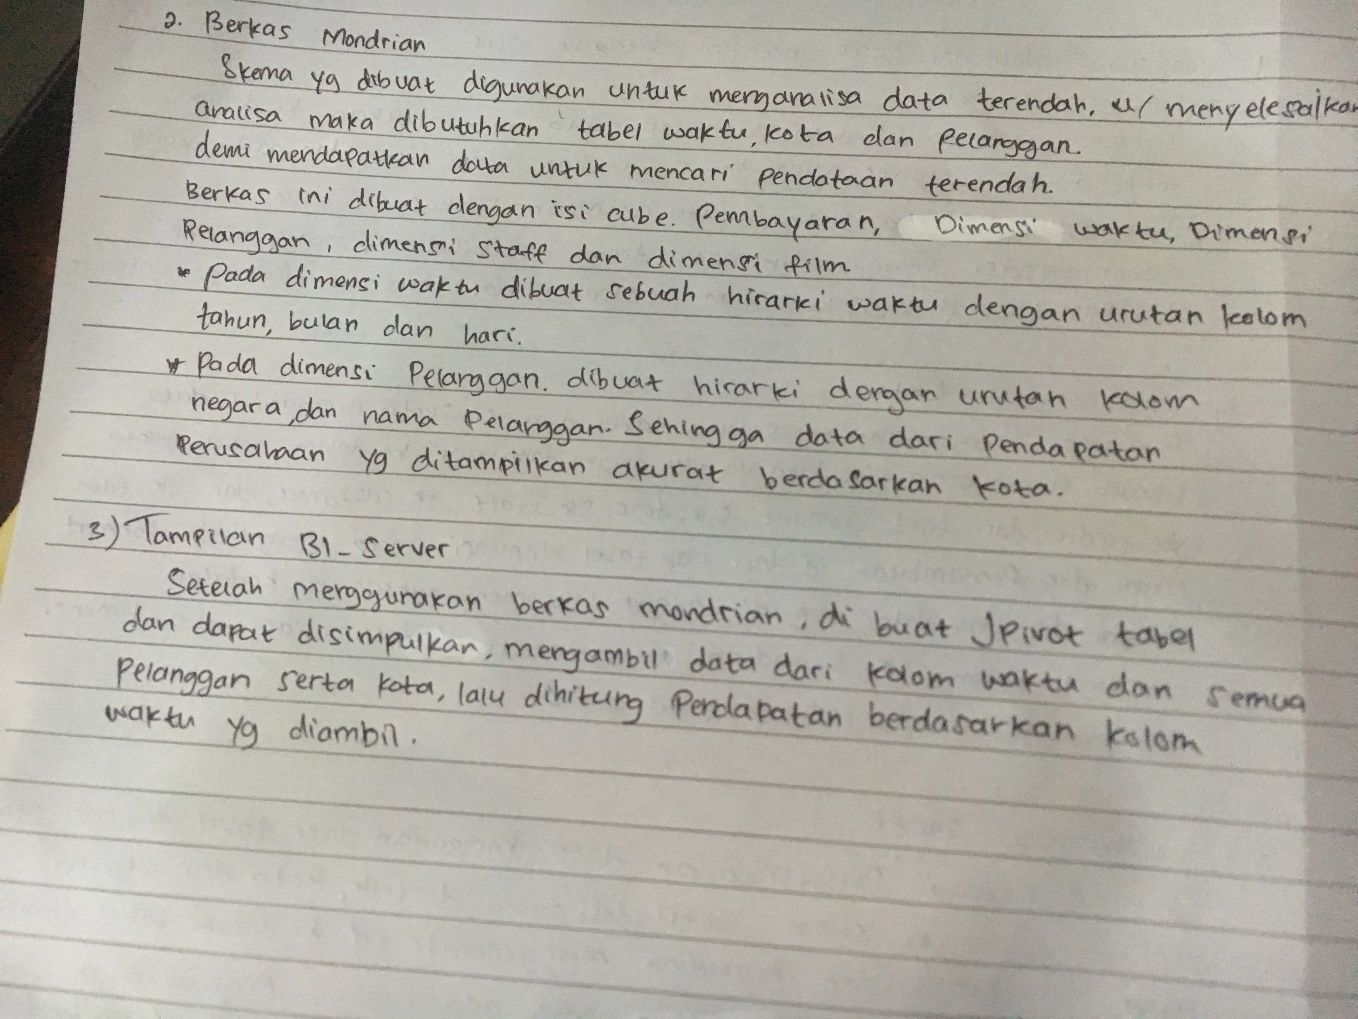 2. Berkas Mondrian
Skema yg dibuat digunakan untuk menganalisa data terendah, u/ menyelesaikan
analisa maka dibutuhkan tabel waktu, kota dan pelanggan.
demi mendapatkan data untuk mencari pendataan terendah.
Berkas ini dibuat dengan isi cube. Pembayaran, Dimensi waktu, Dimensi
Pelanggan, dimensi staff dan dimensi film
* Pada dimensi waktu dibuat sebuah hirarki waktu dengan urutan kolom
tahun, bulan dan hari.
* Pada dimensi Pelanggan. dibuat hirarki dengan urutan kolom
negara, dan nama Pelanggan. Sehingga data dari Pendapatan
Perusahaan yg ditampilkan akurat berdasarkan kota.
3) Tampilan BI-Server
Setelah menggunakan berkas mondrian, di buat JPivot tabel
dan dapat disimpulkan, mengambil data dari kolom waktu dan semua
Pelanggan serta kota, lalu dihitung Pendapatan berdasarkan kolom
waktu yg diambil.